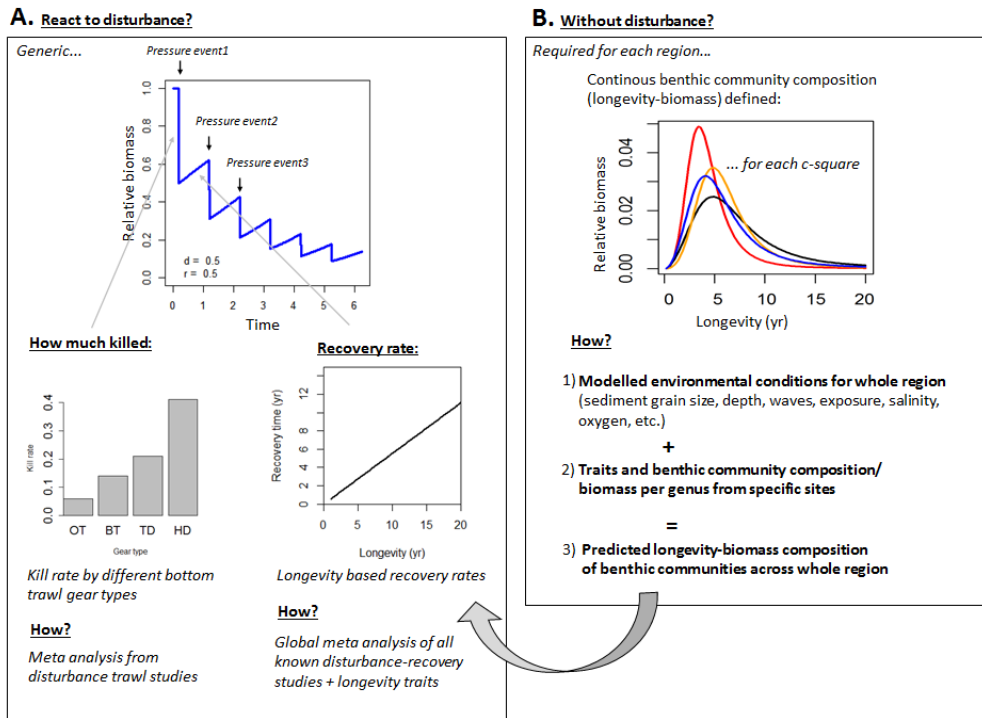 A. React to disturbance?
Generic...
Pressure event1
Pressure event2
Pressure event3
Relative biomass
1.0
0.8
0.6
0.4
0.2
0.0
d = 0.5
r = 0.5
0 1 2 3 4 5 6
Time
How much killed:
Kill rate
0.4
0.3
0.2
0.1
0.0
OT BT TD HD
Gear type
Kill rate by different bottom
trawl gear types
How?
Meta analysis from
disturbance trawl studies
Recovery rate:
Recovery time (yr)
12
8
6
4
2
0
0 5 10 15 20
Longevity (yr)
Longevity based recovery rates
How?
Global meta analysis of all
known disturbance-recovery
studies + longevity traits
B. Without disturbance?
Required for each region...
Continous benthic community composition
(longevity-biomass) defined:
... for each c-square
Relative biomass
0.04
0.02
0.00
0 5 10 15 20
Longevity (yr)
How?
1) Modelled environmental conditions for whole region
(sediment grain size, depth, waves, exposure, salinity,
oxygen, etc.)
+
2) Traits and benthic community composition/
biomass per genus from specific sites
=
3) Predicted longevity-biomass composition
of benthic communities across whole region